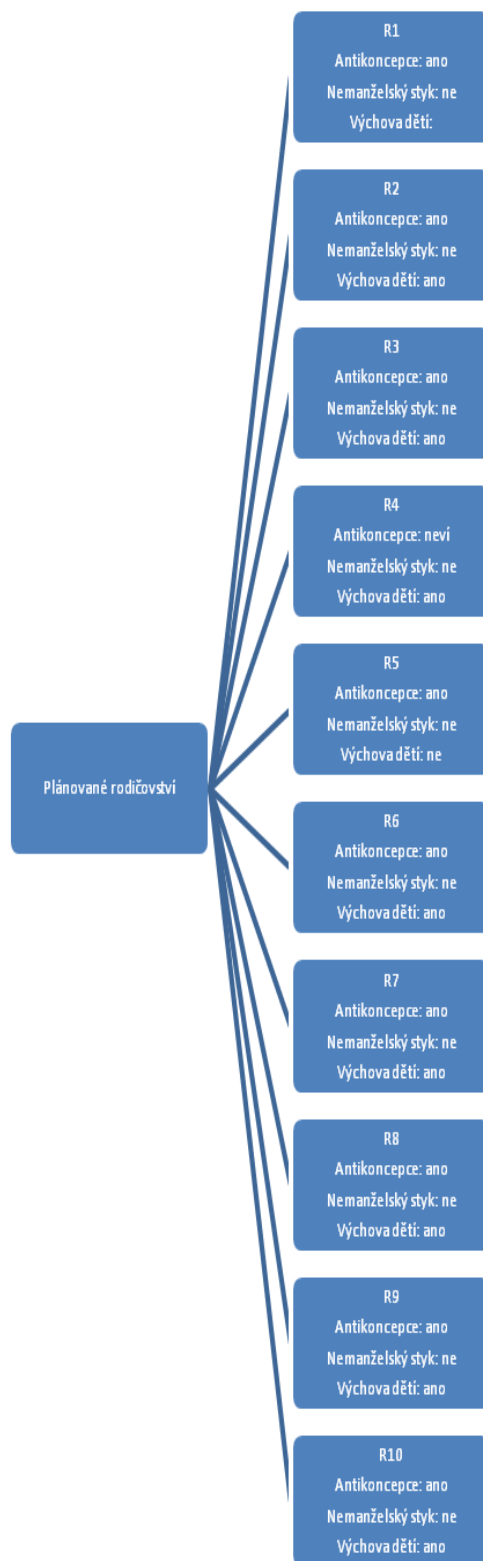 Plánované rodičovství
R1
Antikoncepce: ano
Nemanželský styk: ne
Výchova dětí:
R2
Antikoncepce: ano
Nemanželský styk: ne
Výchova dětí: ano
R3
Antikoncepce: ano
Nemanželský styk: ne
Výchova dětí: ano
R4
Antikoncepce: neví
Nemanželský styk: ne
Výchova dětí: ano
R5
Antikoncepce: ano
Nemanželský styk: ne
Výchova dětí: ne
R6
Antikoncepce: ano
Nemanželský styk: ne
Výchova dětí: ano
R7
Antikoncepce: ano
Nemanželský styk: ne
Výchova dětí: ano
R8
Antikoncepce: ano
Nemanželský styk: ne
Výchova dětí: ano
R9
Antikoncepce: ano
Nemanželský styk: ne
Výchova dětí: ano
R10
Antikoncepce: ano
Nemanželský styk: ne
Výchova dětí: ano